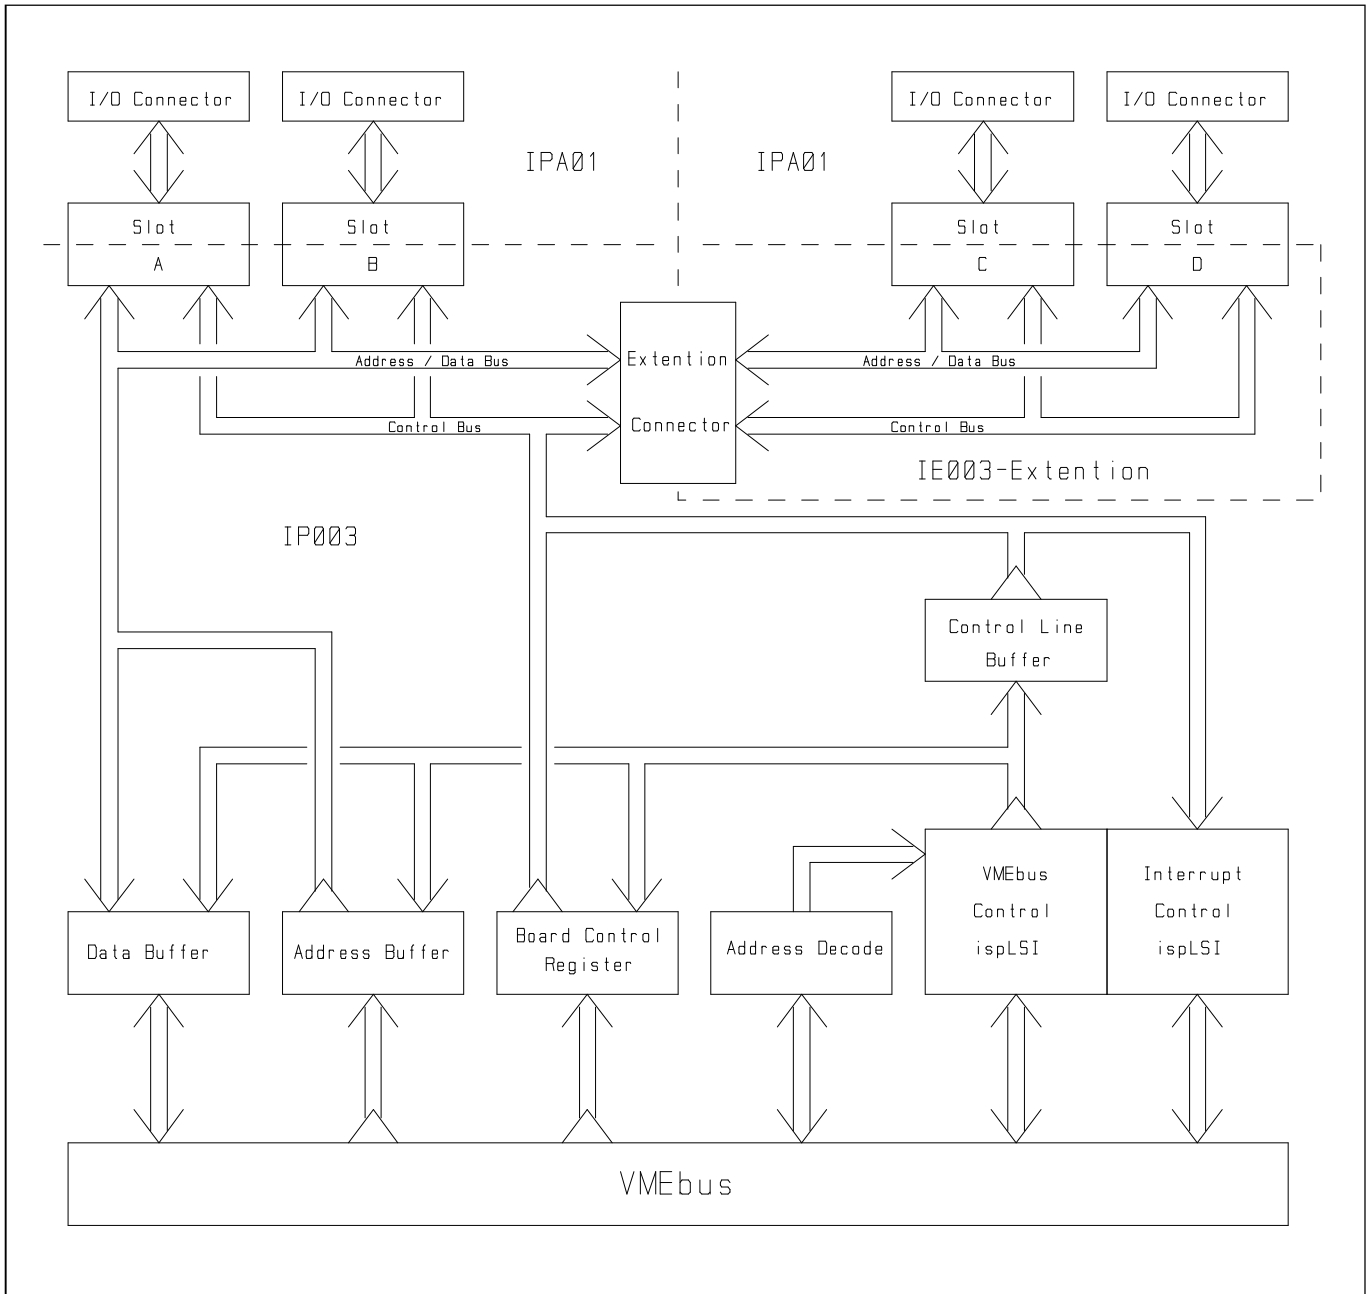 I/O Connector
I/O Connector
I/O Connector
I/O Connector
IPA01
IPA01
Slot
A
Slot
B
Slot
C
Slot
D
Extention
Connector
Address / Data Bus
Address / Data Bus
Control Bus
Control Bus
IE003-Extention
IP003
Control Line
Buffer
Data Buffer
Address Buffer
Board Control
Register
Address Decode
VMEbus
Control
ispLSI
Interrupt
Control
ispLSI
VMEbus